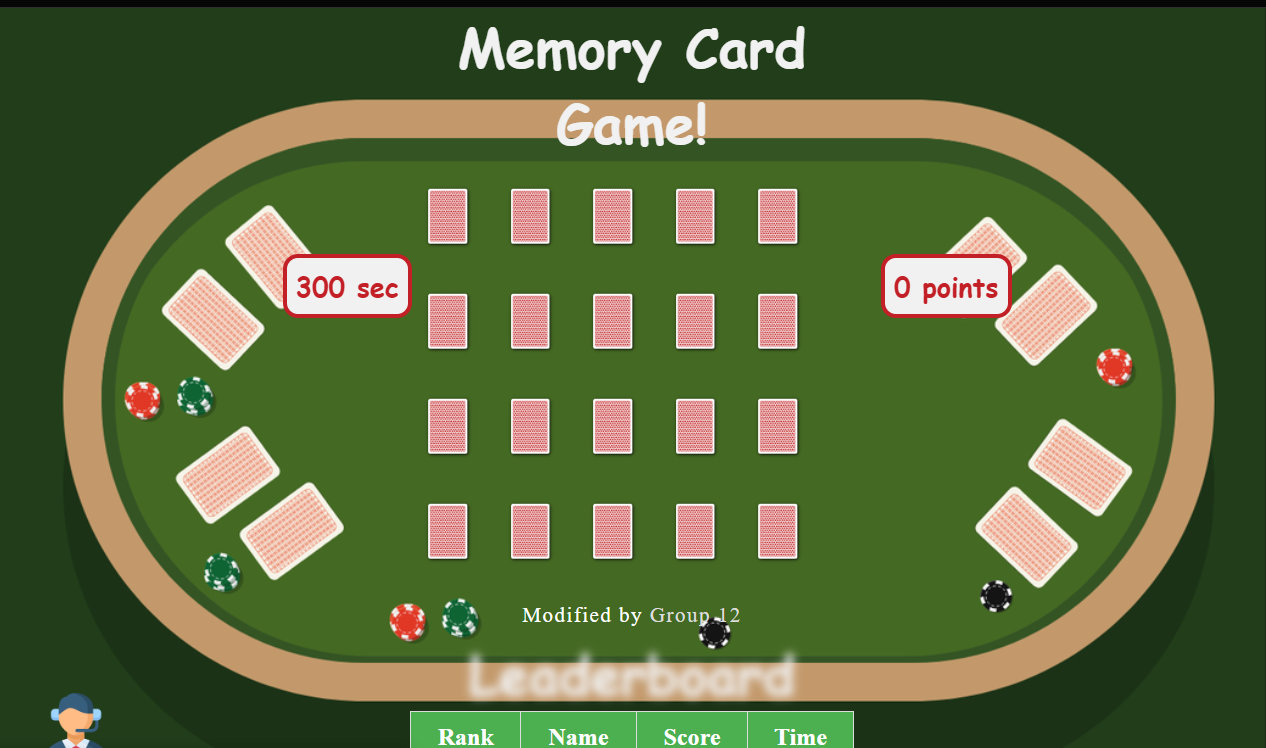 Memory Card
Game!
300 sec
0 points
Modified by Group 12
Leaderboard
Rank Name Score Time